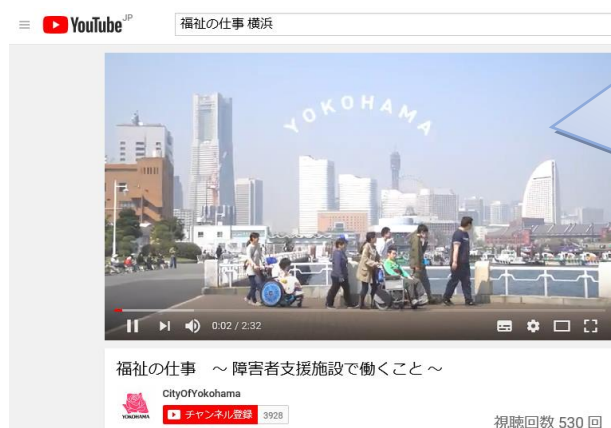 YouTube JP
福祉の仕事 横浜
YOKOHAMA
0:02 / 2:32
福祉の仕事　～ 障害者支援施設で働くこと ～
CityOfYokohama
YOKOHAMA
チャンネル登録 3928
視聴回数 530 回